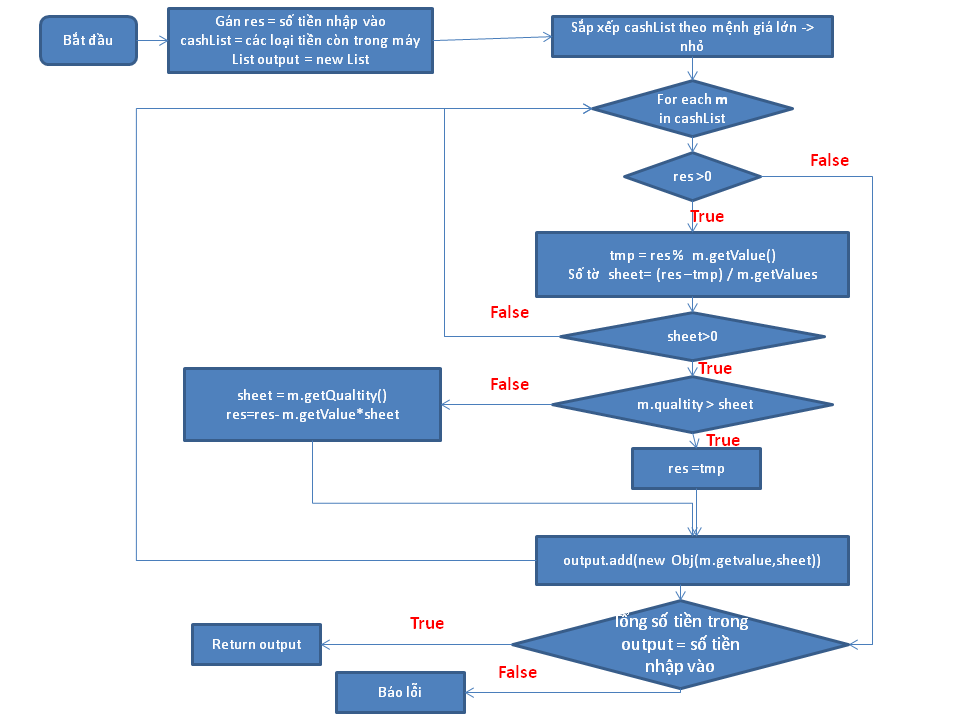 Bắt đầu
Gán res = số tiền nhập vào
cashList = các loại tiền còn trong máy
List output = new List
Sắp xếp cashList theo mệnh giá lớn ->
nhỏ
For each m
in cashList
res >0
False
True
tmp = res% m.getValue()
Số tờ sheet= (res –tmp) / m.getValues
False
sheet>0
True
sheet = m.getQualtity()
res=res- m.getValue*sheet
False
m.qualtity > sheet
True
res =tmp
output.add(new Obj(m.getvalue,sheet))
Tổng số tiền trong
output = số tiền
nhập vào
True
Return output
False
Báo lỗi